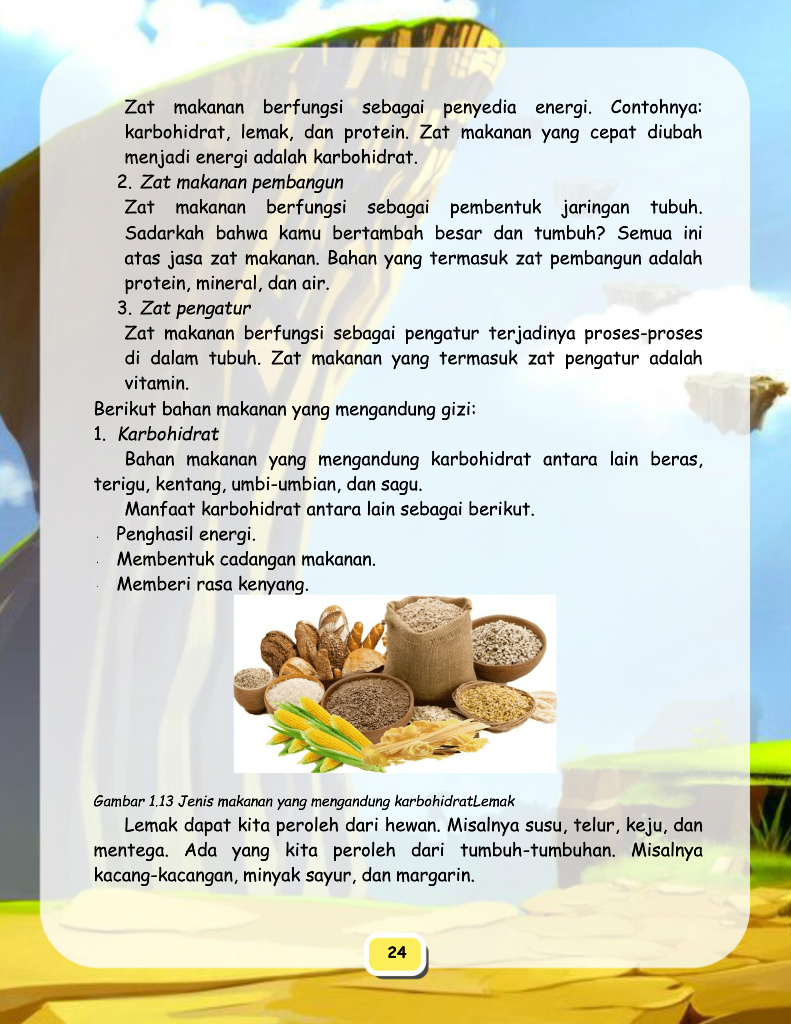 Zat makanan berfungsi sebagai penyedia energi. Contohnya:
karbohidrat, lemak, dan protein. Zat makanan yang cepat diubah
menjadi energi adalah karbohidrat.
2. Zat makanan pembangun
Zat makanan berfungsi sebagai pembentuk jaringan tubuh.
Sadarkah bahwa kamu bertambah besar dan tumbuh? Semua ini
atas jasa zat makanan. Bahan yang termasuk zat pembangun adalah
protein, mineral, dan air.
3. Zat pengatur
Zat makanan berfungsi sebagai pengatur terjadinya proses-proses
di dalam tubuh. Zat makanan yang termasuk zat pengatur adalah
vitamin.
Berikut bahan makanan yang mengandung gizi:
1. Karbohidrat
Bahan makanan yang mengandung karbohidrat antara lain beras,
terigu, kentang, umbi-umbian, dan sagu.
Manfaat karbohidrat antara lain sebagai berikut.
· Penghasil energi.
· Membentuk cadangan makanan.
· Memberi rasa kenyang.
Gambar 1.13 Jenis makanan yang mengandung karbohidratLemak
Lemak dapat kita peroleh dari hewan. Misalnya susu, telur, keju, dan
mentega. Ada yang kita peroleh dari tumbuh-tumbuhan. Misalnya
kacang-kacangan, minyak sayur, dan margarin.
24